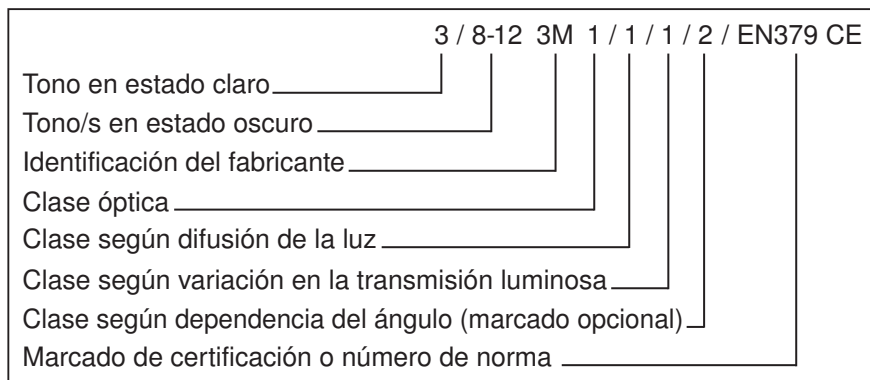 3 / 8-12 3M 1 / 1 / 1 / 2 / EN379 CE
Tono en estado claro
Tono/s en estado oscuro
Identificación del fabricante
Clase óptica
Clase según difusión de la luz
Clase según variación en la transmisión luminosa
Clase según dependencia del ángulo (marcado opcional)
Marcado de certificación o número de norma